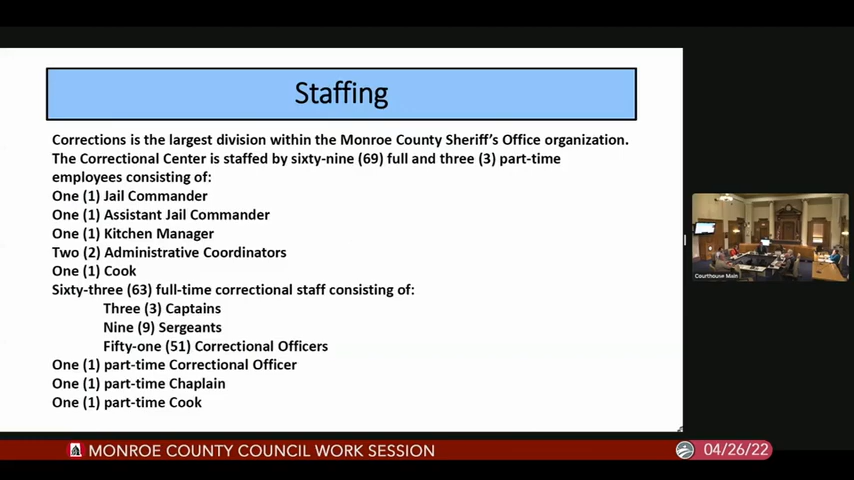 Staffing
Corrections is the largest division within the Monroe County Sheriff's Office organization.
The Correctional Center is staffed by sixty-nine (69) full and three (3) part-time
employees consisting of:
One (1) Jail Commander
One (1) Assistant Jail Commander
One (1) Kitchen Manager
Two (2) Administrative Coordinators
One (1) Cook
Sixty-three (63) full-time correctional staff consisting of:
Three (3) Captains
Nine (9) Sergeants
Fifty-one (51) Correctional Officers
One (1) part-time Correctional Officer
One (1) part-time Chaplain
One (1) part-time Cook
Courthouse Main
MONROE COUNTY COUNCIL WORK SESSION
04/26/22